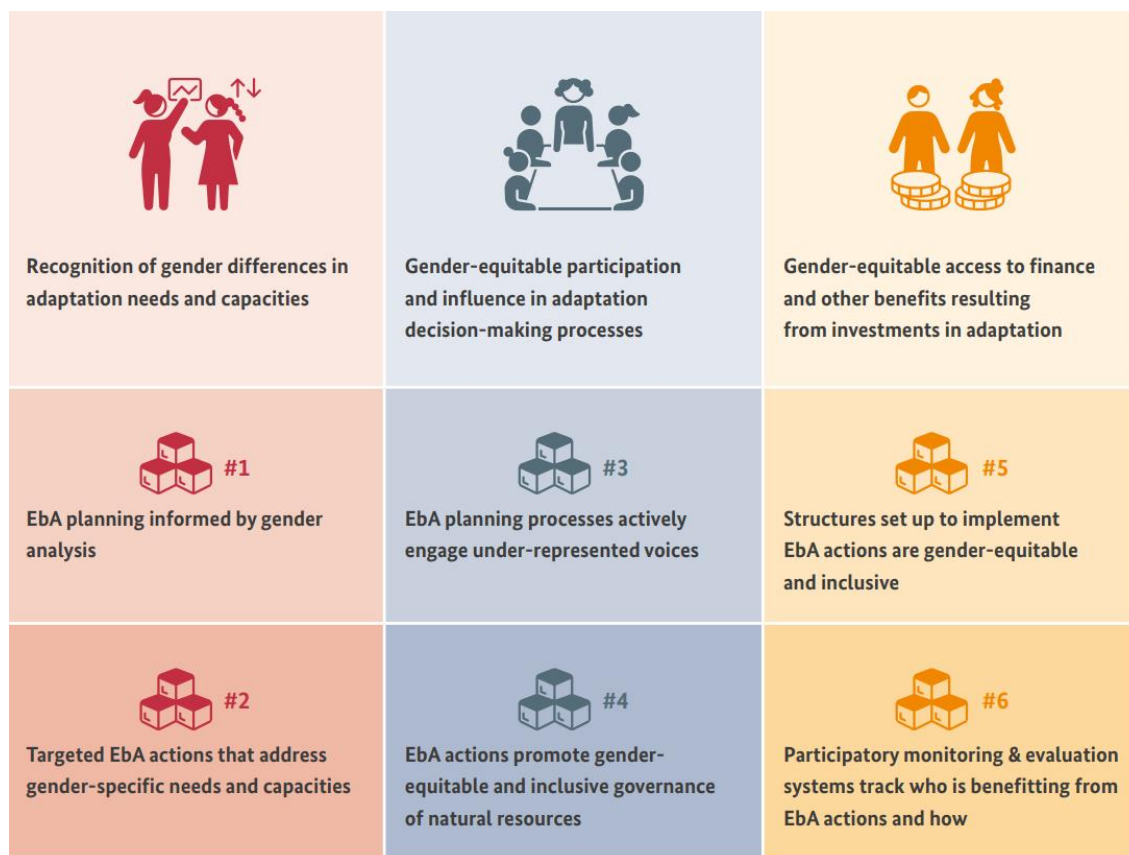 Recognition of gender differences in
adaptation needs and capacities
Gender-equitable participation
and influence in adaptation
decision-making processes
Gender-equitable access to finance
and other benefits resulting
from investments in adaptation
#1
EbA planning informed by gender
analysis
#3
EbA planning processes actively
engage under-represented voices
#5
Structures set up to implement
EbA actions are gender-equitable
and inclusive
#2
Targeted EbA actions that address
gender-specific needs and capacities
#4
EbA actions promote gender-
equitable and inclusive governance
of natural resources
#6
Participatory monitoring & evaluation
systems track who is benefitting from
EbA actions and how